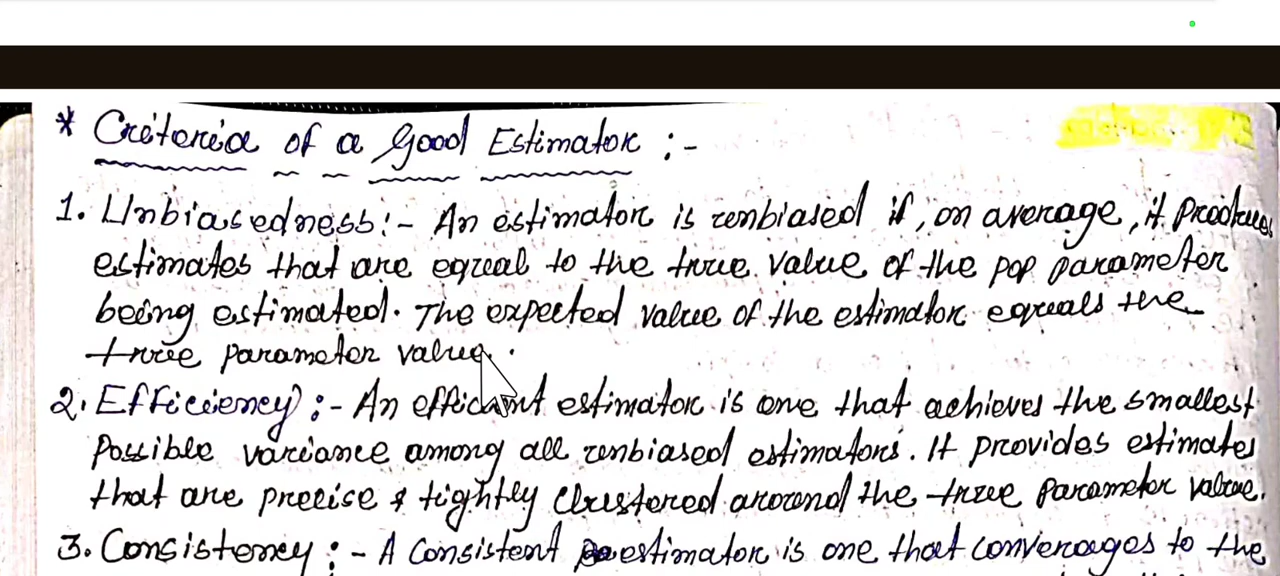 * Criteria of a Good Estimator :-
1. Unbiasedness:- An estimator is unbiased if, on average, it produces
estimates that are equal to the true value of the pop parameter
being estimated. The expected value of the estimator equals the
true parameter value.
2. Efficiency:- An efficient estimator is one that achieves the smallest
possible variance among all unbiased estimators. It provides estimates
that are precise & tightly clustered around the true parameter value.
3. Consistency:- A consistent estimator is one that converages to the